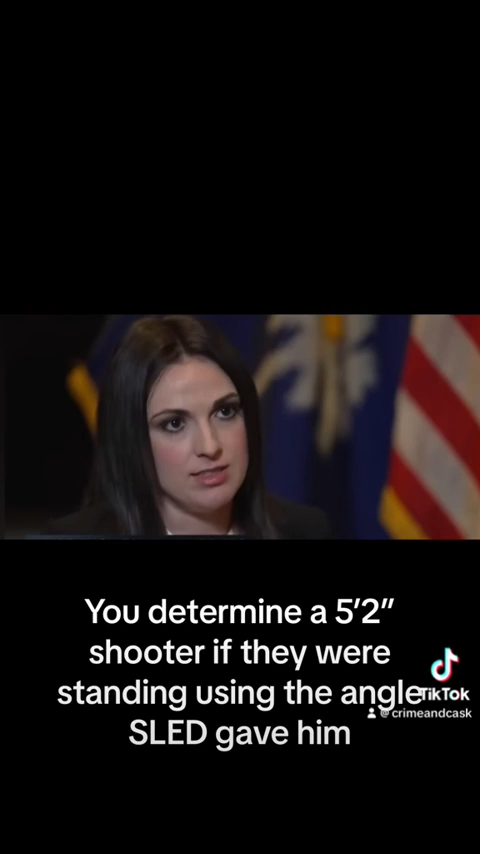 You determine a 5’2”
shooter if they were
standing using the angle
SLED gave him
TikTok
@crimeandcask